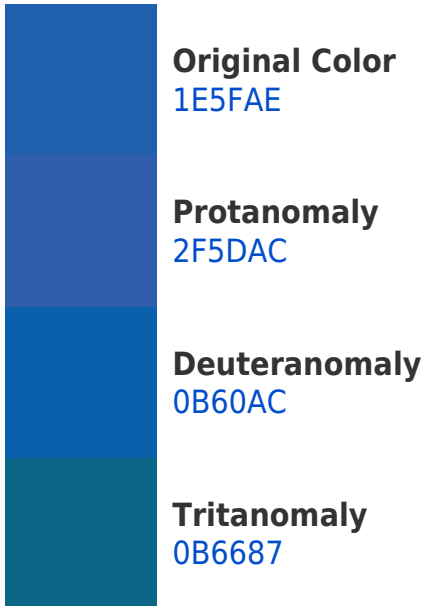 Original Color
1E5FAE
Protanomaly
2F5DAC
Deuteranomaly
0B60AC
Tritanomaly
0B6687